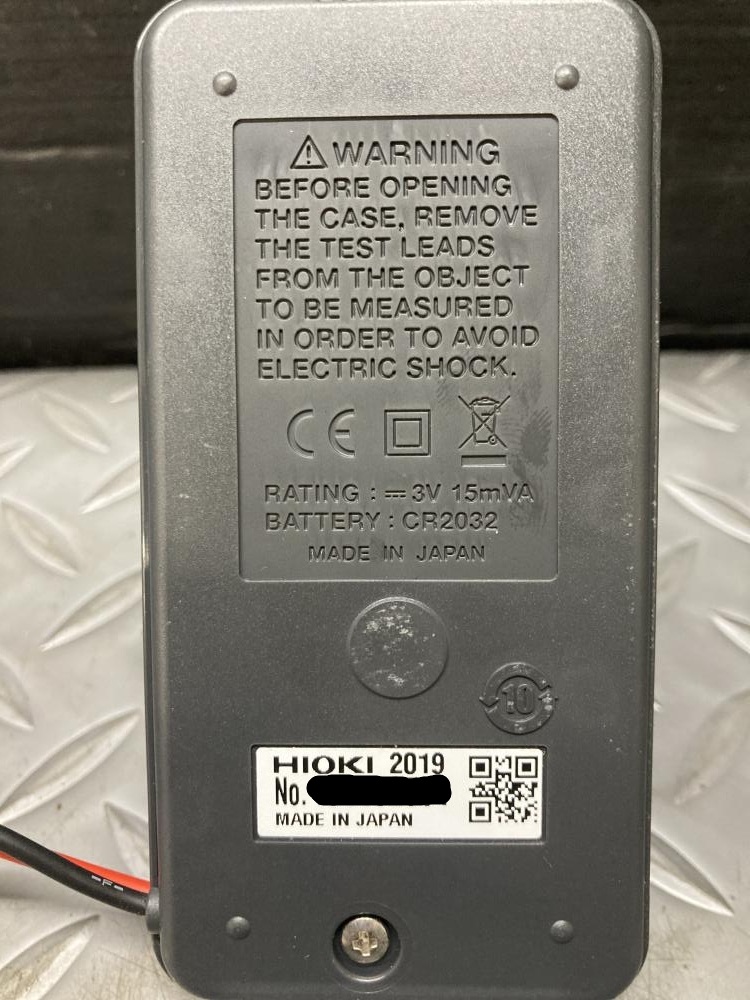 ⚠ WARNING
BEFORE OPENING
THE CASE, REMOVE
THE TEST LEADS
FROM THE OBJECT
TO BE MEASURED
IN ORDER TO AVOID
ELECTRIC SHOCK.
CE
RATING : ⎓ 3V 15mVA
BATTERY : CR2032
MADE IN JAPAN
10
HIOKI 2019
No.
MADE IN JAPAN
-F-